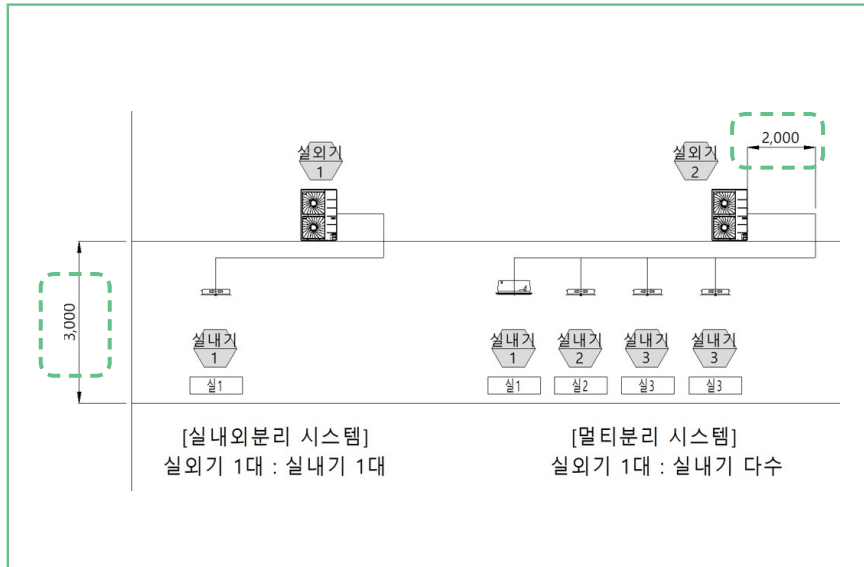 실외기
1
실외기
2
2,000
3,000
실내기
1
실1
실내기
1
실1
실내기
2
실2
실내기
3
실3
실내기
3
실3
[실내외분리 시스템]
실외기 1대 : 실내기 1대
[멀티분리 시스템]
실외기 1대 : 실내기 다수